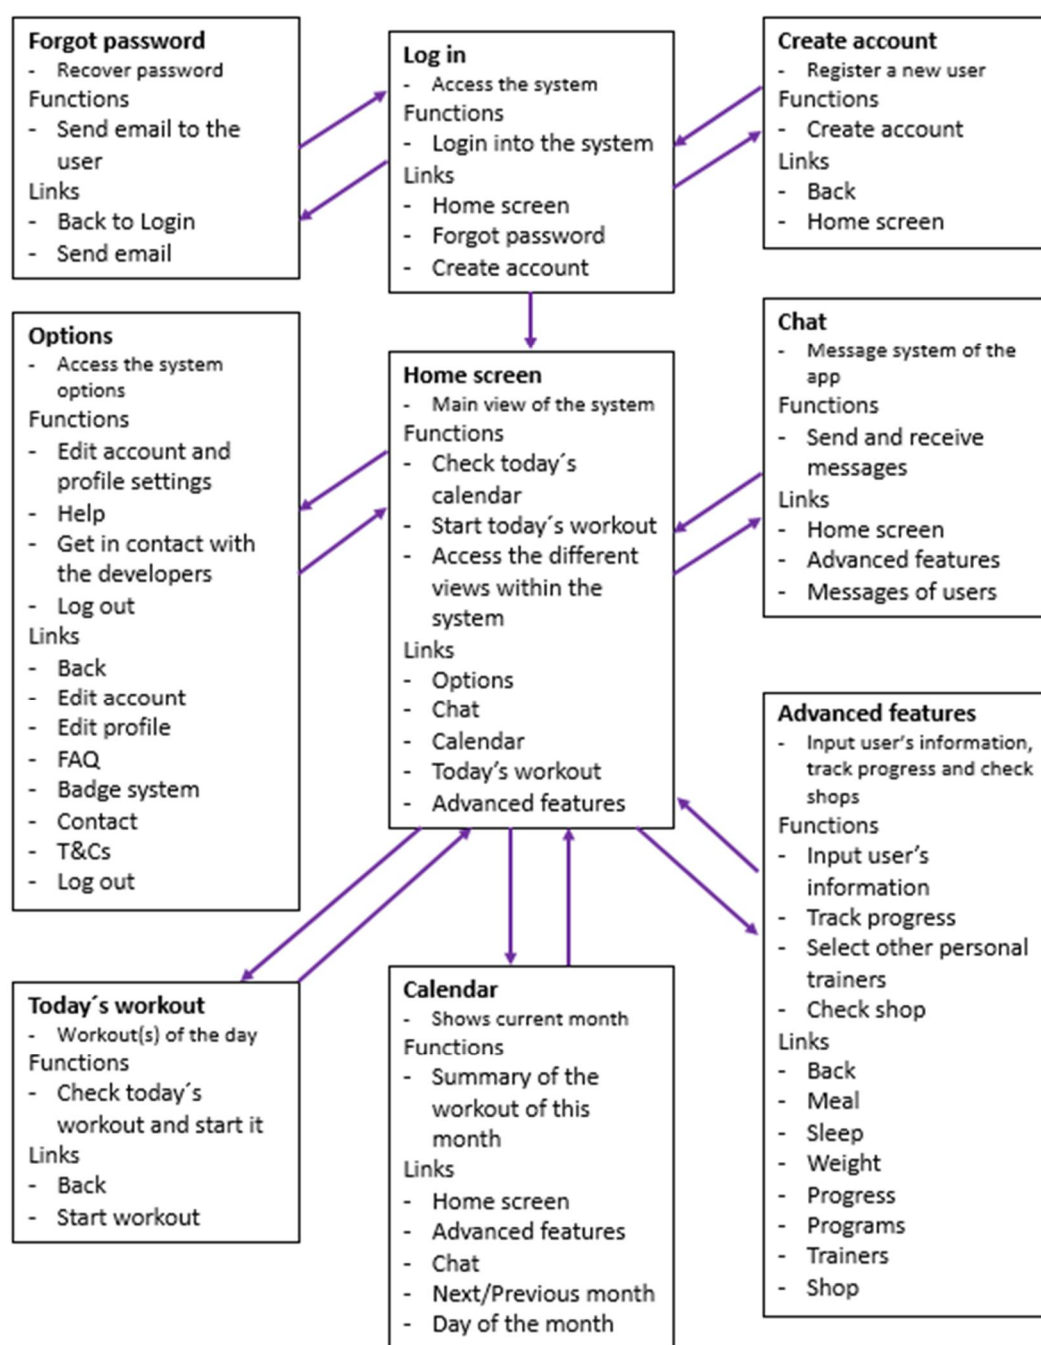 Forgot password
- Recover password
Functions
- Send email to the
user
Links
- Back to Login
- Send email
Log in
- Access the system
Functions
- Login into the system
Links
- Home screen
- Forgot password
- Create account
Create account
- Register a new user
Functions
- Create account
Links
- Back
- Home screen
Options
- Access the system
options
Functions
- Edit account and
profile settings
- Help
- Get in contact with
the developers
- Log out
Links
- Back
- Edit account
- Edit profile
- FAQ
- Badge system
- Contact
- T&Cs
- Log out
Home screen
- Main view of the system
Functions
- Check today´s
calendar
- Start today´s workout
- Access the different
views within the
system
Links
- Options
- Chat
- Calendar
- Today’s workout
- Advanced features
Chat
- Message system of the
app
Functions
- Send and receive
messages
Links
- Home screen
- Advanced features
- Messages of users
Advanced features
- Input user’s information,
track progress and check
shops
Functions
- Input user’s
information
- Track progress
- Select other personal
trainers
- Check shop
Links
- Back
- Meal
- Sleep
- Weight
- Progress
- Programs
- Trainers
- Shop
Today´s workout
- Workout(s) of the day
Functions
- Check today´s
workout and start it
Links
- Back
- Start workout
Calendar
- Shows current month
Functions
- Summary of the
workout of this
month
Links
- Home screen
- Advanced features
- Chat
- Next/Previous month
- Day of the month